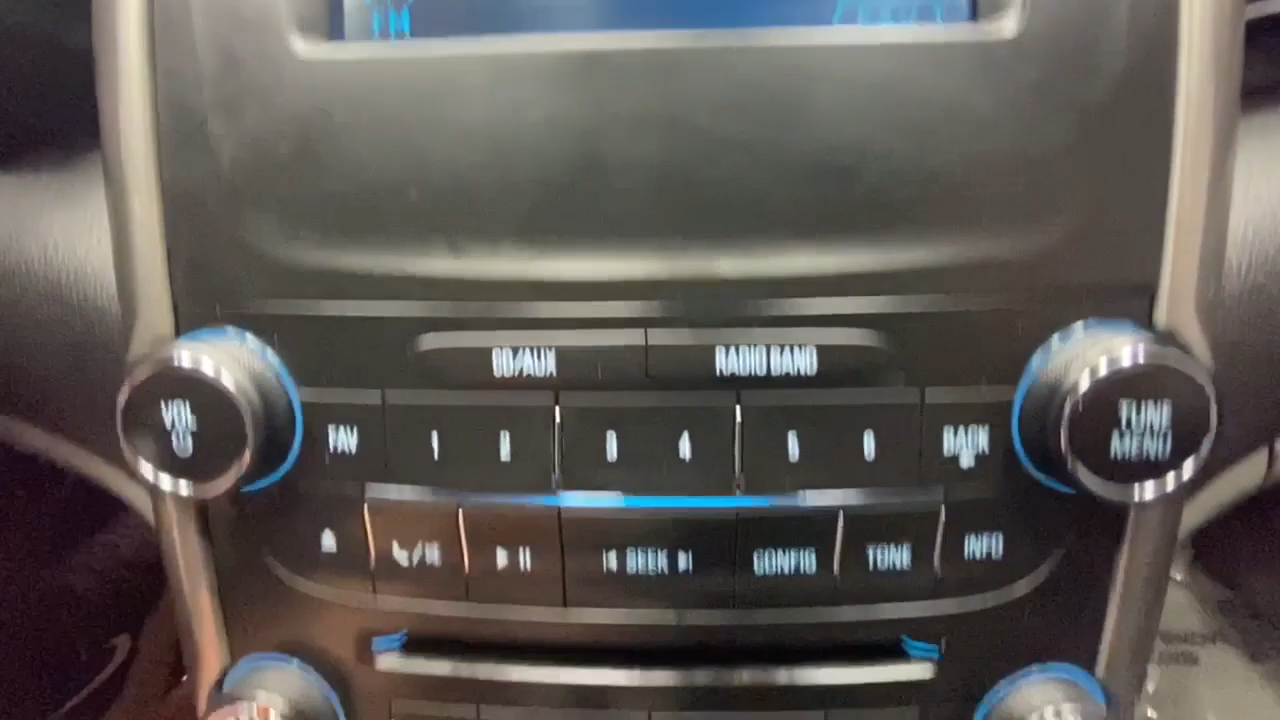 FM
CD/AUX RADIO BAND
VOL
FAV 1 2 3 4 5 6 BACK
TUNE
MENU
SEEK CONFIG TONE INFO